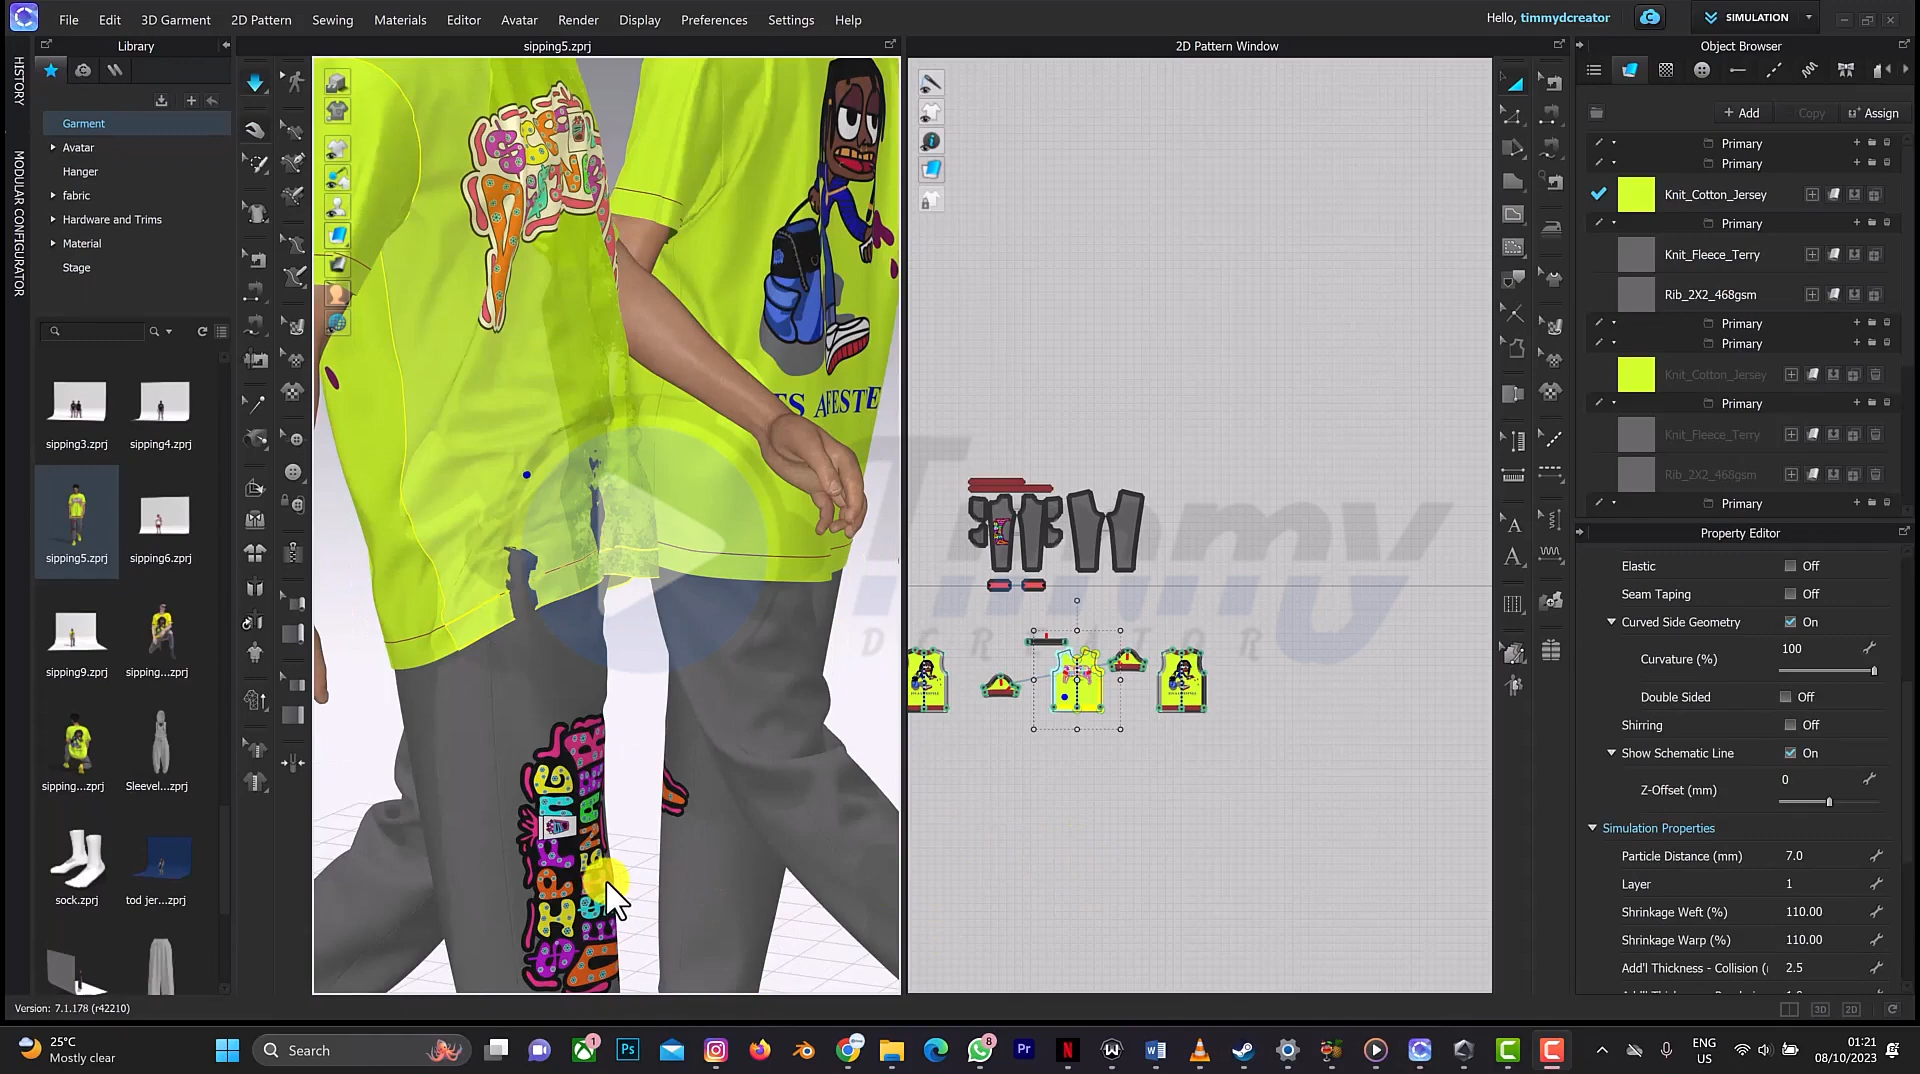 File Edit 3D Garment 2D Pattern Sewing Materials Editor Avatar Render Display Preferences Settings Help
Hello, timmydcreator
SIMULATION
Library
sipping5.zprj
2D Pattern Window
Object Browser
HISTORY
MODULAR CONFIGURATOR
Garment
Avatar
Hanger
fabric
Hardware and Trims
Material
Stage
sipping3.zprj
sipping4.zprj
sipping5.zprj
sipping6.zprj
sipping9.zprj
sipping....zprj
sipping....zprj
Sleevel...zprj
sock.zprj
tod jer...zprj
Version: 7.1.178 (r42210)
Add
Copy
Assign
Primary
Primary
Knit_Cotton_Jersey
Primary
Knit_Fleece_Terry
Rib_2X2_468gsm
Primary
Primary
Knit_Cotton_Jersey
Primary
Knit_Fleece_Terry
Rib_2X2_468gsm
Primary
Property Editor
Elastic Off
Seam Taping Off
Curved Side Geometry On
Curvature (%) 100
Double Sided Off
Shirring Off
Show Schematic Line On
Z-Offset (mm) 0
Simulation Properties
Particle Distance (mm) 7.0
Layer 1
Shrinkage Weft (%) 110.00
Shrinkage Warp (%) 110.00
Add'l Thickness - Collision ( 2.5
3D
2D
Timmy
DCREATOR
25°C
Mostly clear
Search
ENG
US
01:21
08/10/2023